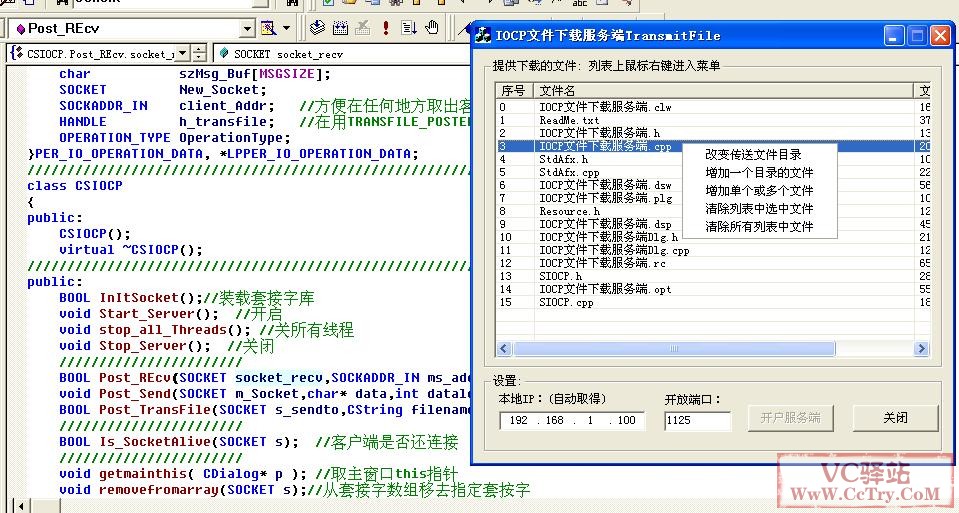 Post_REcv
CSIOCP.Post_REcv.socket_r
SOCKET socket_recv
char szMsg_Buf[MSGSIZE];
SOCKET New_Socket;
SOCKADDR_IN client_Addr; //方便在任何地方取出客
HANDLE h_transfile; //在用TRANSFILE_POSTED
OPERATION_TYPE OperationType;
}PER_IO_OPERATION_DATA, *LPPER_IO_OPERATION_DATA;
class CSIOCP
{
public:
CSIOCP();
virtual ~CSIOCP();
public:
BOOL InItSocket();//装载套接字库
void Start_Server(); //开启
void stop_all_Threads(); //关所有线程
void Stop_Server(); //关闭
////////////////////////
BOOL Post_REcv(SOCKET socket_recv,SOCKADDR_IN ms_add
void Post_Send(SOCKET m_Socket,char* data,int datale
BOOL Post_TransFile(SOCKET s_sendto,CString filename
////////////////////////
BOOL Is_SocketAlive(SOCKET s); //客户端是否还连接
////////////////////////
void getmainthis( CDialog* p ); //取主窗口this指针
void removefromarray(SOCKET s);//从套接字数组移去指定套接字
IOCP文件下载服务端TransmitFile
提供下载的文件: 列表上鼠标右键进入菜单
序号 文件名 文
0 IOCP文件下载服务端.clw 16
1 ReadMe.txt 37
2 IOCP文件下载服务端.h 13
3 IOCP文件下载服务端.cpp 20
4 StdAfx.h 10
5 StdAfx.cpp 22
6 IOCP文件下载服务端.dsw 56
7 IOCP文件下载服务端.plg 10
8 Resource.h 12
9 IOCP文件下载服务端.dsp 45
10 IOCP文件下载服务端Dlg.h 21
11 IOCP文件下载服务端Dlg.cpp 11
12 IOCP文件下载服务端.rc 65
13 SIOCP.h 28
14 IOCP文件下载服务端.opt 55
15 SIOCP.cpp 18
改变传送文件目录
增加一个目录的文件
增加单个或多个文件
清除列表中选中文件
清除所有列表中文件
设置:
本地IP：(自动取得)
开放端口：
192 . 168 . 1 . 100
1125
开户服务端
关闭
VC驿站
Www.CcTry.CoM